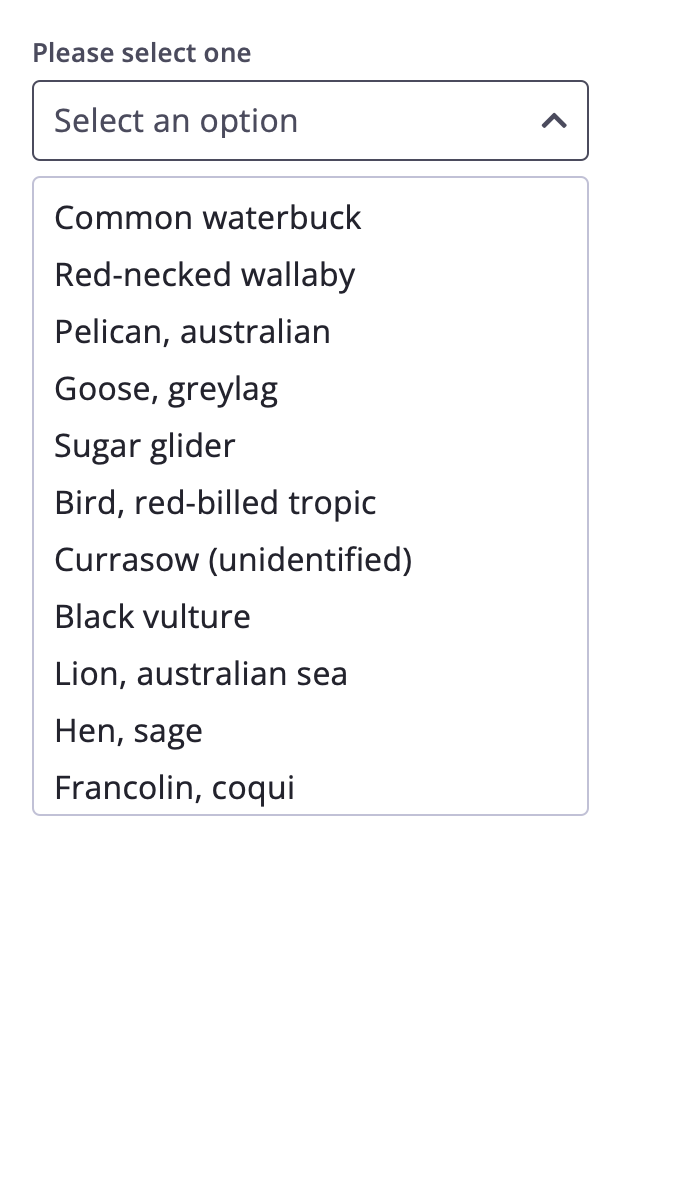 Please select one
Select an option
Common waterbuck
Red-necked wallaby
Pelican, australian
Goose, greylag
Sugar glider
Bird, red-billed tropic
Currasow (unidentified)
Black vulture
Lion, australian sea
Hen, sage
Francolin, coqui